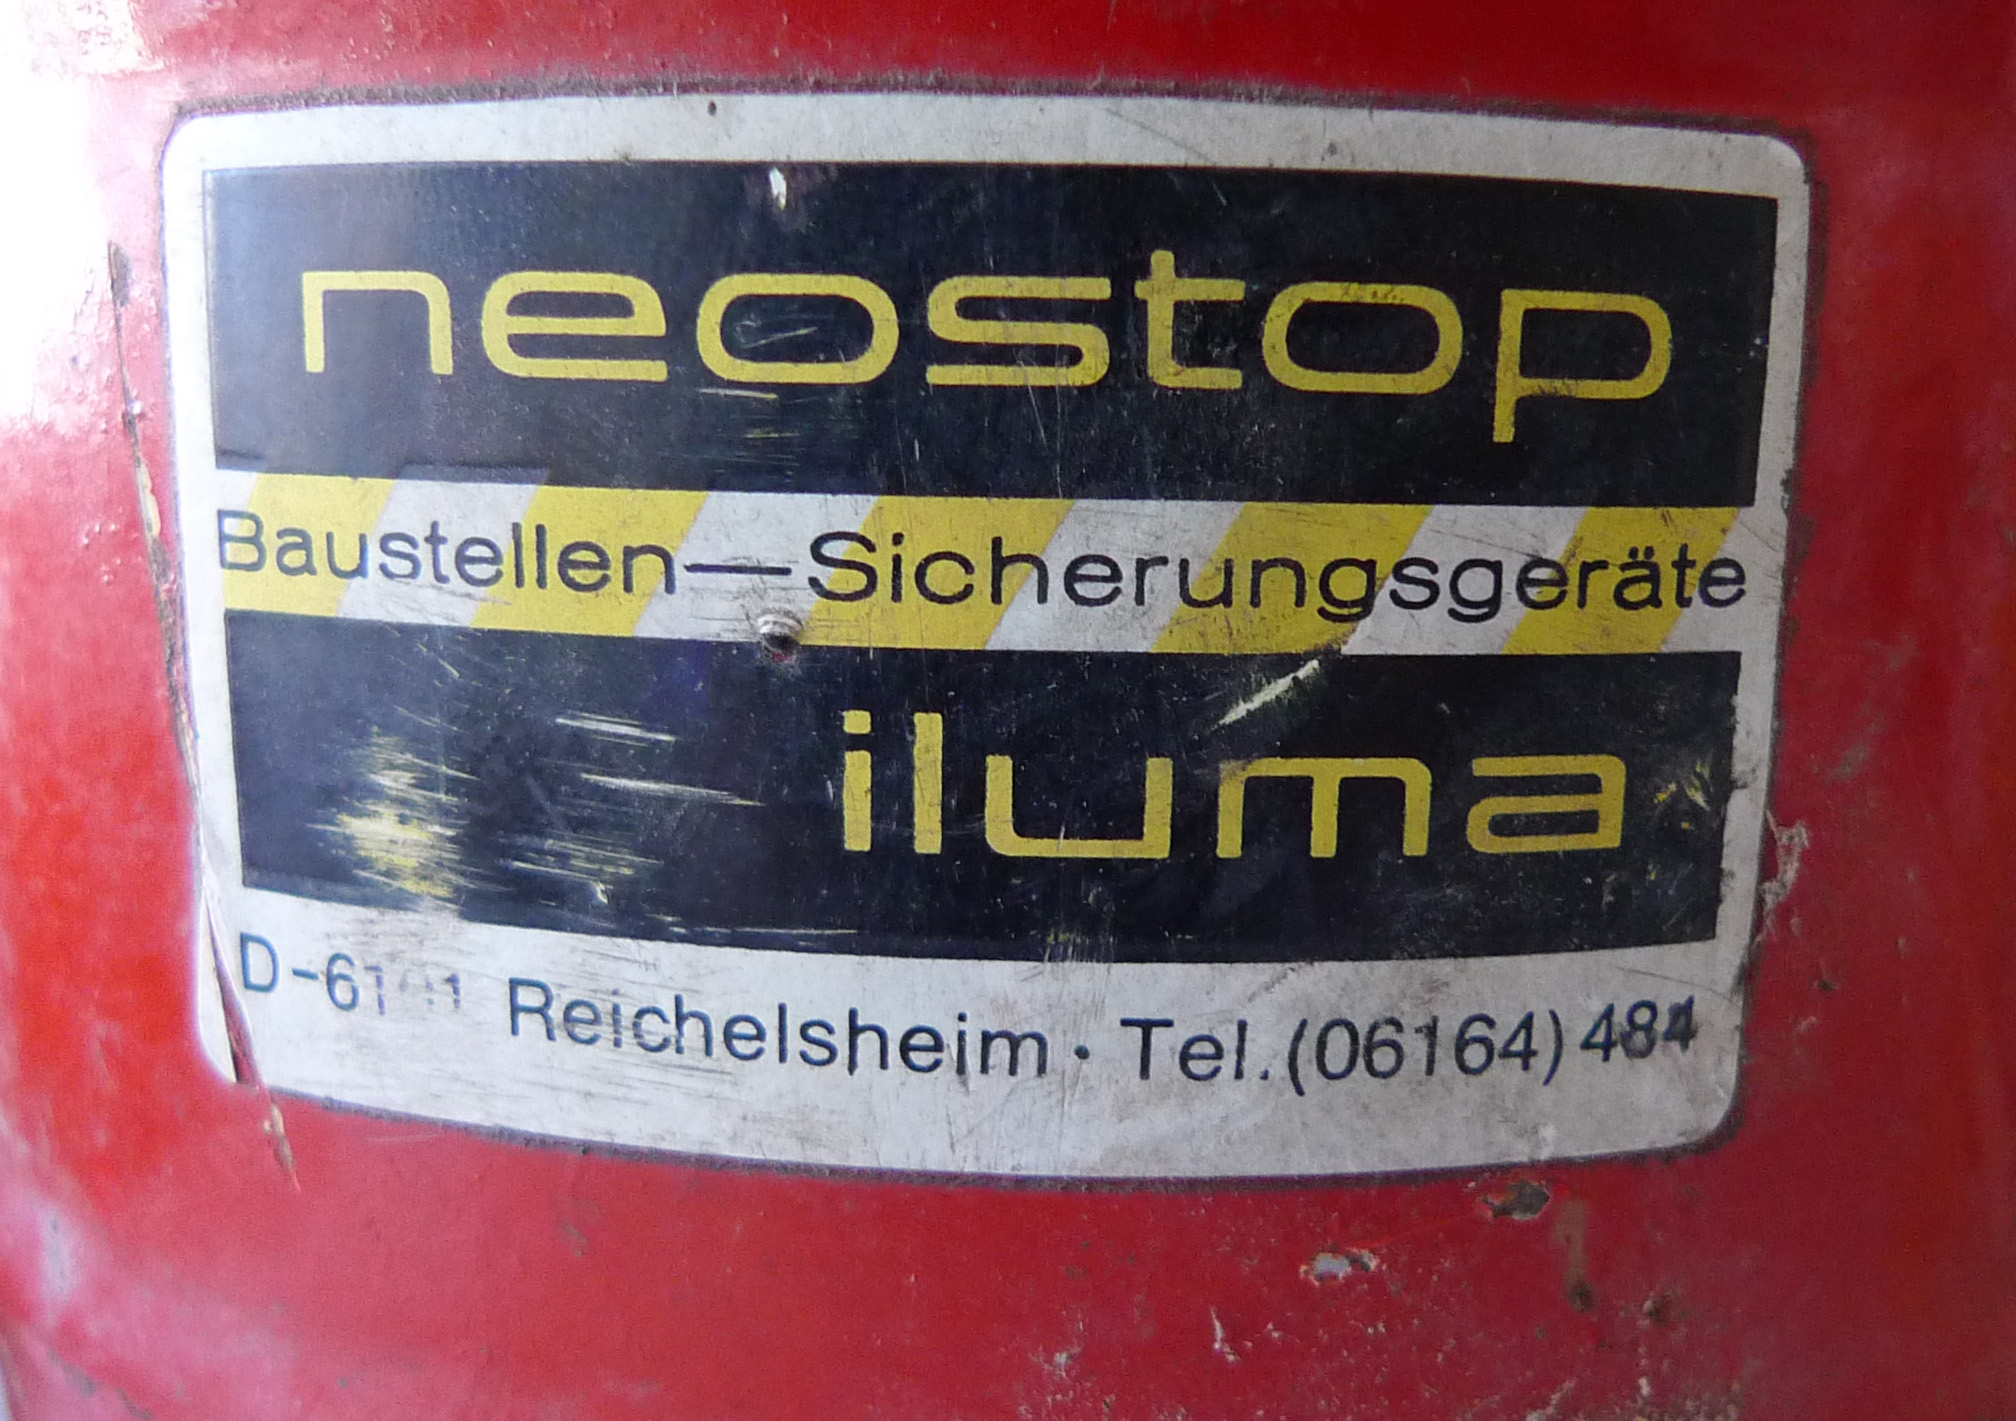 neostop
Baustellen—Sicherungsgeräte
iluma
Reichelsheim · Tel. (06164) 484